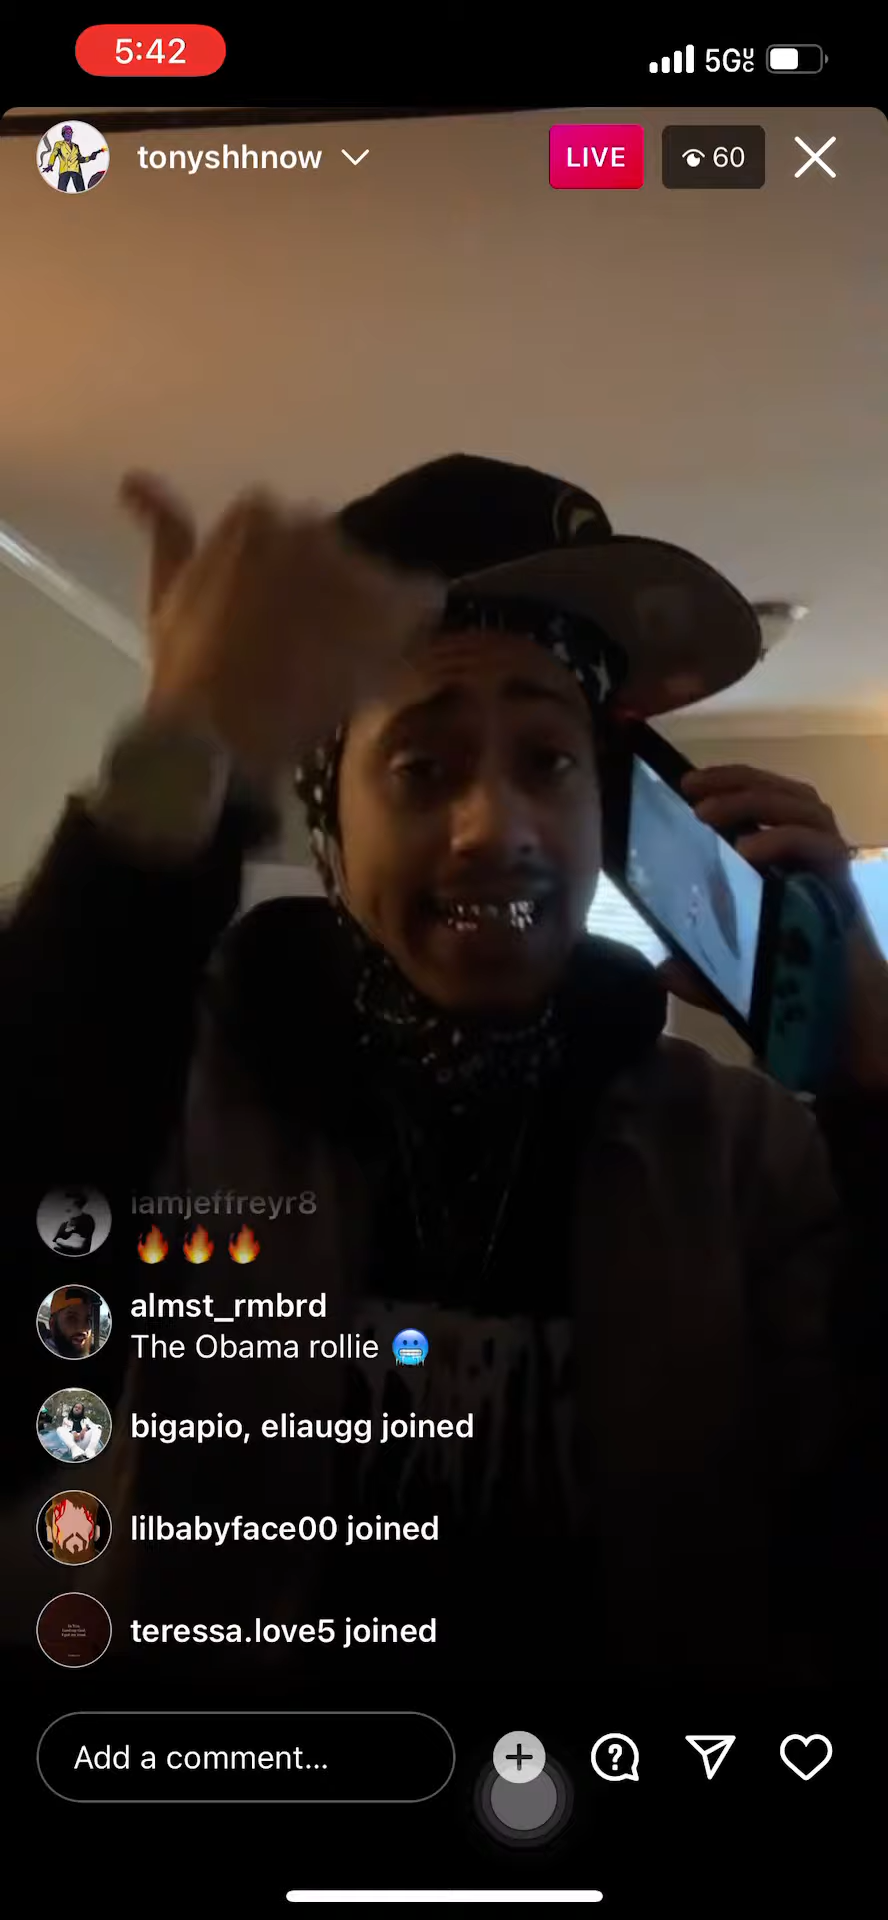 5:42
5GUC
tonyshhnow
LIVE
60
iamjeffreyr8
🔥🔥🔥
almst_rmbrd
The Obama rollie 🥶
bigapio, eliaugg joined
lilbabyface00 joined
teressa.love5 joined
Add a comment...